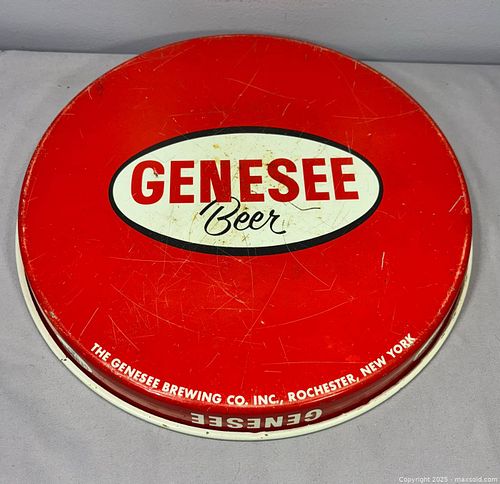 GENESEE
Beer
THE GENESEE BREWING CO. INC., ROCHESTER, NEW YORK
GENESEE
Copyright 2025 - maxsold.com